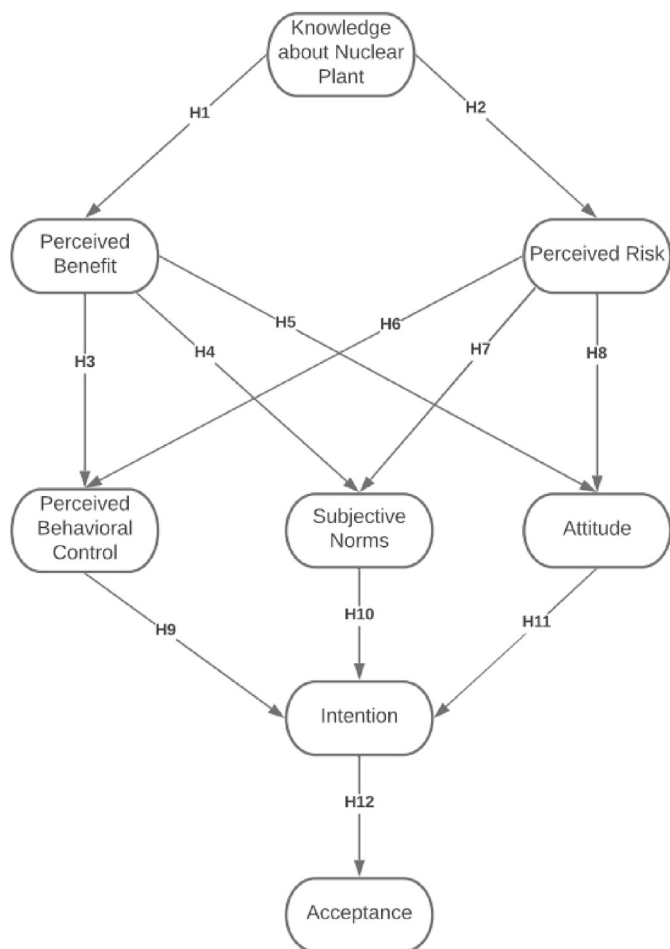 Knowledge
about Nuclear
Plant
H1
H2
Perceived
Benefit
Perceived Risk
H5
H6
H3
H4
H7
H8
Perceived
Behavioral
Control
Subjective
Norms
Attitude
H9
H10
H11
Intention
H12
Acceptance